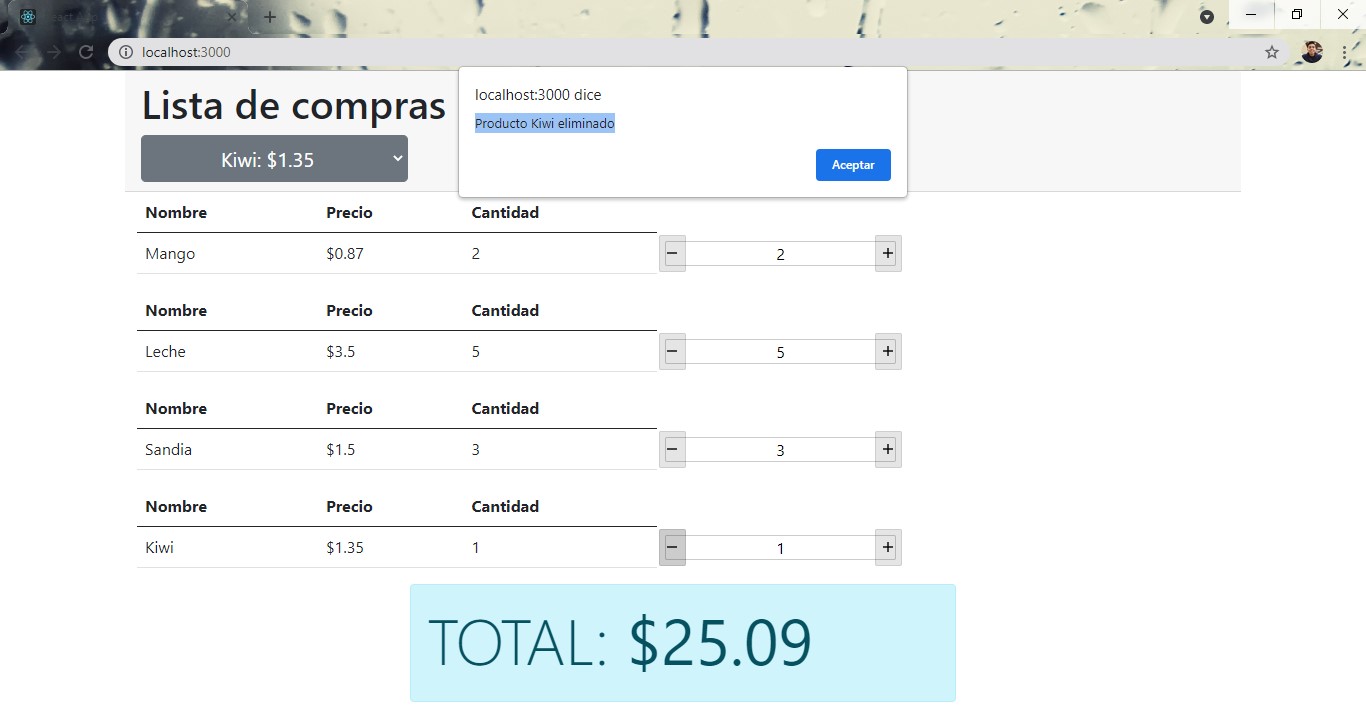 localhost:3000
localhost:3000 dice
Producto Kiwi eliminado
Aceptar
Lista de compras
Kiwi: $1.35
Nombre Precio Cantidad
Mango $0.87 2 − 2 +
Nombre Precio Cantidad
Leche $3.5 5 − 5 +
Nombre Precio Cantidad
Sandia $1.5 3 − 3 +
Nombre Precio Cantidad
Kiwi $1.35 1 − 1 +
TOTAL: $25.09